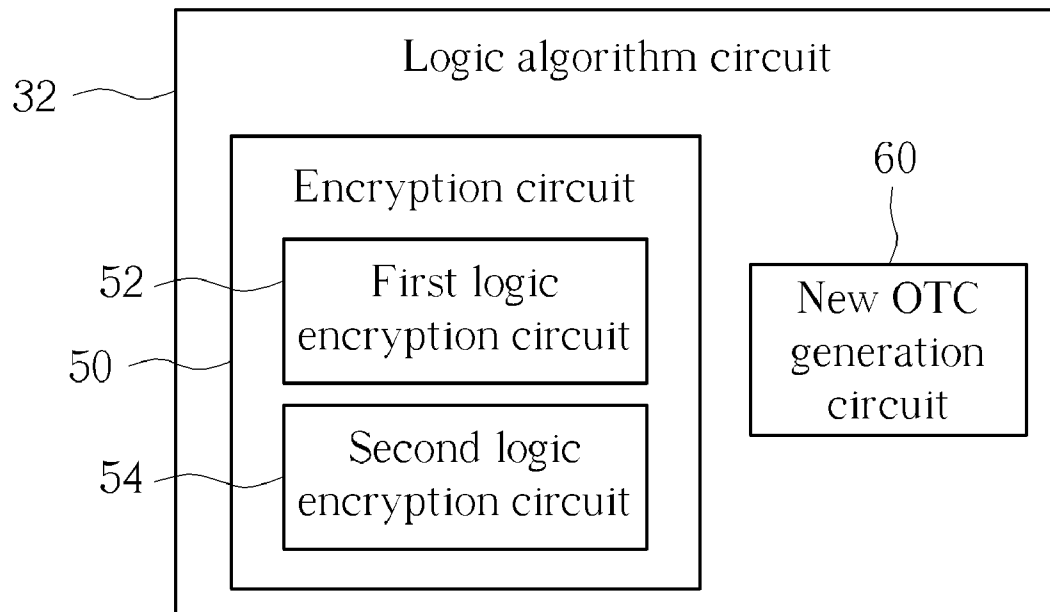 Logic algorithm circuit
32
60
Encryption circuit
52
First logic
encryption circuit
New OTC
generation
circuit
50
54
Second logic
encryption circuit